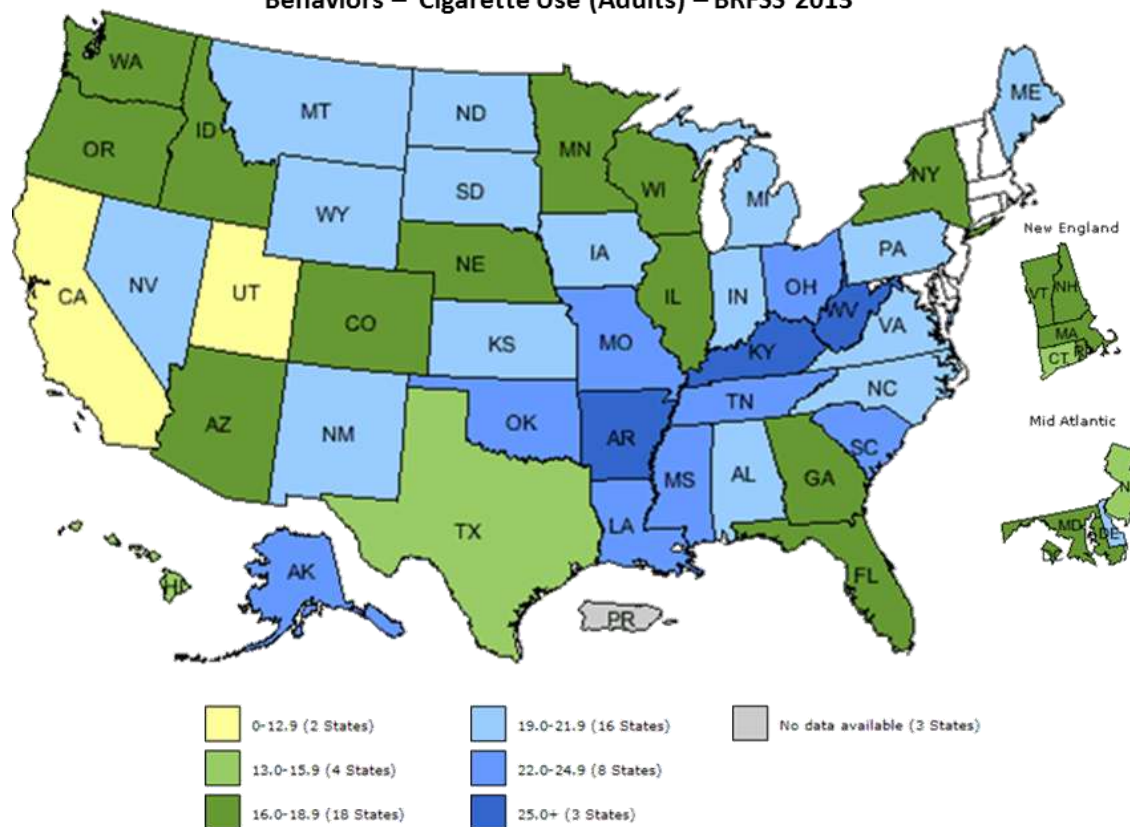 Behaviors – Cigarette Use (Adults) – BRFSS 2013
WA
MT
ND
MN
ME
OR
ID
SD
WI
MI
NY
WY
New England
CA
NV
UT
NE
IA
PA
IL
IN
OH
VT
NH
CO
KS
MO
WV
VA
MA
KY
CT
RI
AZ
NM
OK
TN
NC
AR
SC
Mid Atlantic
MS
AL
GA
TX
LA
MD
DE
HI
AK
FL
PR
0-12.9 (2 States)
13.0-15.9 (4 States)
16.0-18.9 (18 States)
19.0-21.9 (16 States)
22.0-24.9 (8 States)
25.0+ (3 States)
No data available (3 States)